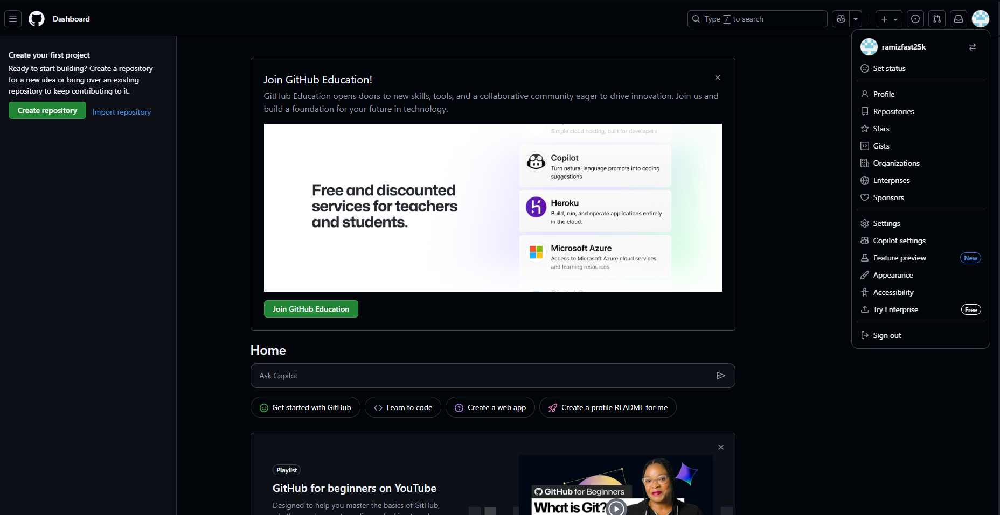 Dashboard
Type / to search
Create your first project
Ready to start building? Create a repository
for a new idea or bring over an existing
repository to keep contributing to it.
Create repository
Import repository
Join GitHub Education!
GitHub Education opens doors to new skills, tools, and a collaborative community eager to drive innovation. Join us and
build a foundation for your future in technology.
Free and discounted
services for teachers
and students.
Simple cloud hosting, built for developers
Copilot
Turn natural language prompts into coding
suggestions
Heroku
Build, run, and operate applications entirely
in the cloud.
Microsoft Azure
Access to Microsoft Azure cloud services
and learning resources
Join GitHub Education
Home
Ask Copilot
Get started with GitHub
Learn to code
Create a web app
Create a profile README for me
Playlist
GitHub for beginners on YouTube
Designed to help you master the basics of GitHub,
GitHub for Beginners
What is Git?
ramizfast25k
Set status
Profile
Repositories
Stars
Gists
Organizations
Enterprises
Sponsors
Settings
Copilot settings
Feature preview
New
Appearance
Accessibility
Try Enterprise
Free
Sign out